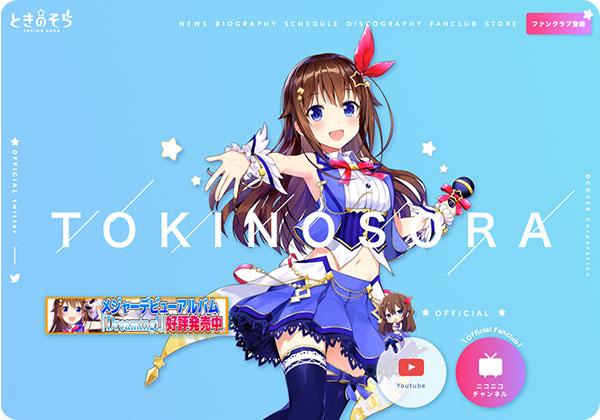 ときのそら
TOKINO SORA
NEWS BIOGRAPHY SCHEDULE DISCOGRAPHY FANCLUB STORE
ファンクラブ登録
OFFICIAL twitter
©COVER Corporation
TOKINOSORA
メジャーデビューアルバム
「Dreaming!」好評発売中
OFFICIAL
Official Fanclub
Youtube
ニコニコ
チャンネル